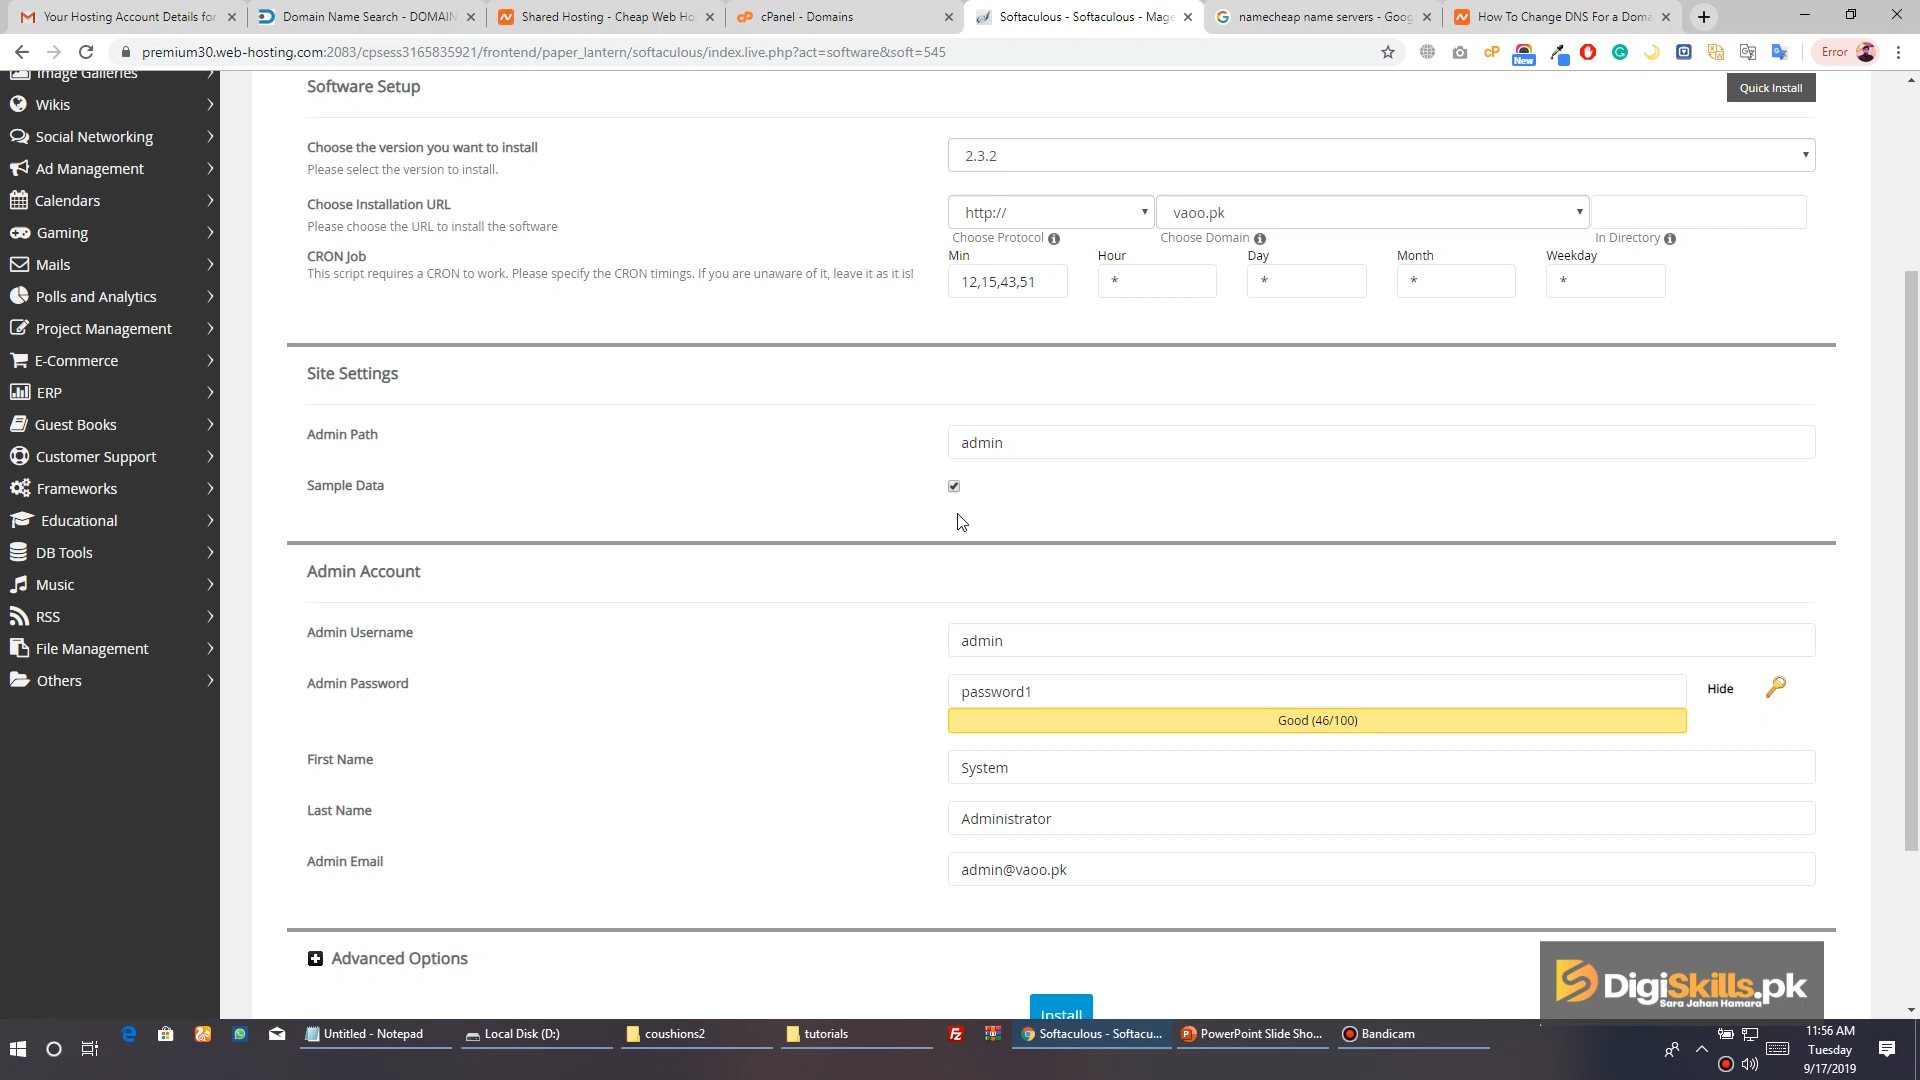 Your Hosting Account Details for
Domain Name Search - DOMAIN
Shared Hosting - Cheap Web Ho
cPanel - Domains
Softaculous - Softaculous - Mage
namecheap name servers - Goog
How To Change DNS For a Doma
premium30.web-hosting.com:2083/cpsess3165835921/frontend/paper_lantern/softaculous/index.live.php?act=software&soft=545
cP
New
Error
Image Galleries
Wikis
Social Networking
Ad Management
Calendars
Gaming
Mails
Polls and Analytics
Project Management
E-Commerce
ERP
Guest Books
Customer Support
Frameworks
Educational
DB Tools
Music
RSS
File Management
Others
Software Setup
Quick Install
Choose the version you want to install
Please select the version to install.
2.3.2
Choose Installation URL
Please choose the URL to install the software
http://
vaoo.pk
Choose Protocol
Choose Domain
In Directory
CRON Job
This script requires a CRON to work. Please specify the CRON timings. If you are unaware of it, leave it as it is!
Min
Hour
Day
Month
Weekday
12,15,43,51
*
*
*
*
Site Settings
Admin Path
admin
Sample Data
Admin Account
Admin Username
admin
Admin Password
password1
Hide
Good (46/100)
First Name
System
Last Name
Administrator
Admin Email
admin@vaoo.pk
Advanced Options
Install
DigiSkills.pk
Sara Jahan Hamara
Untitled - Notepad
Local Disk (D:)
coushions2
tutorials
Softaculous - Softacu...
PowerPoint Slide Sho...
Bandicam
11:56 AM
Tuesday
9/17/2019